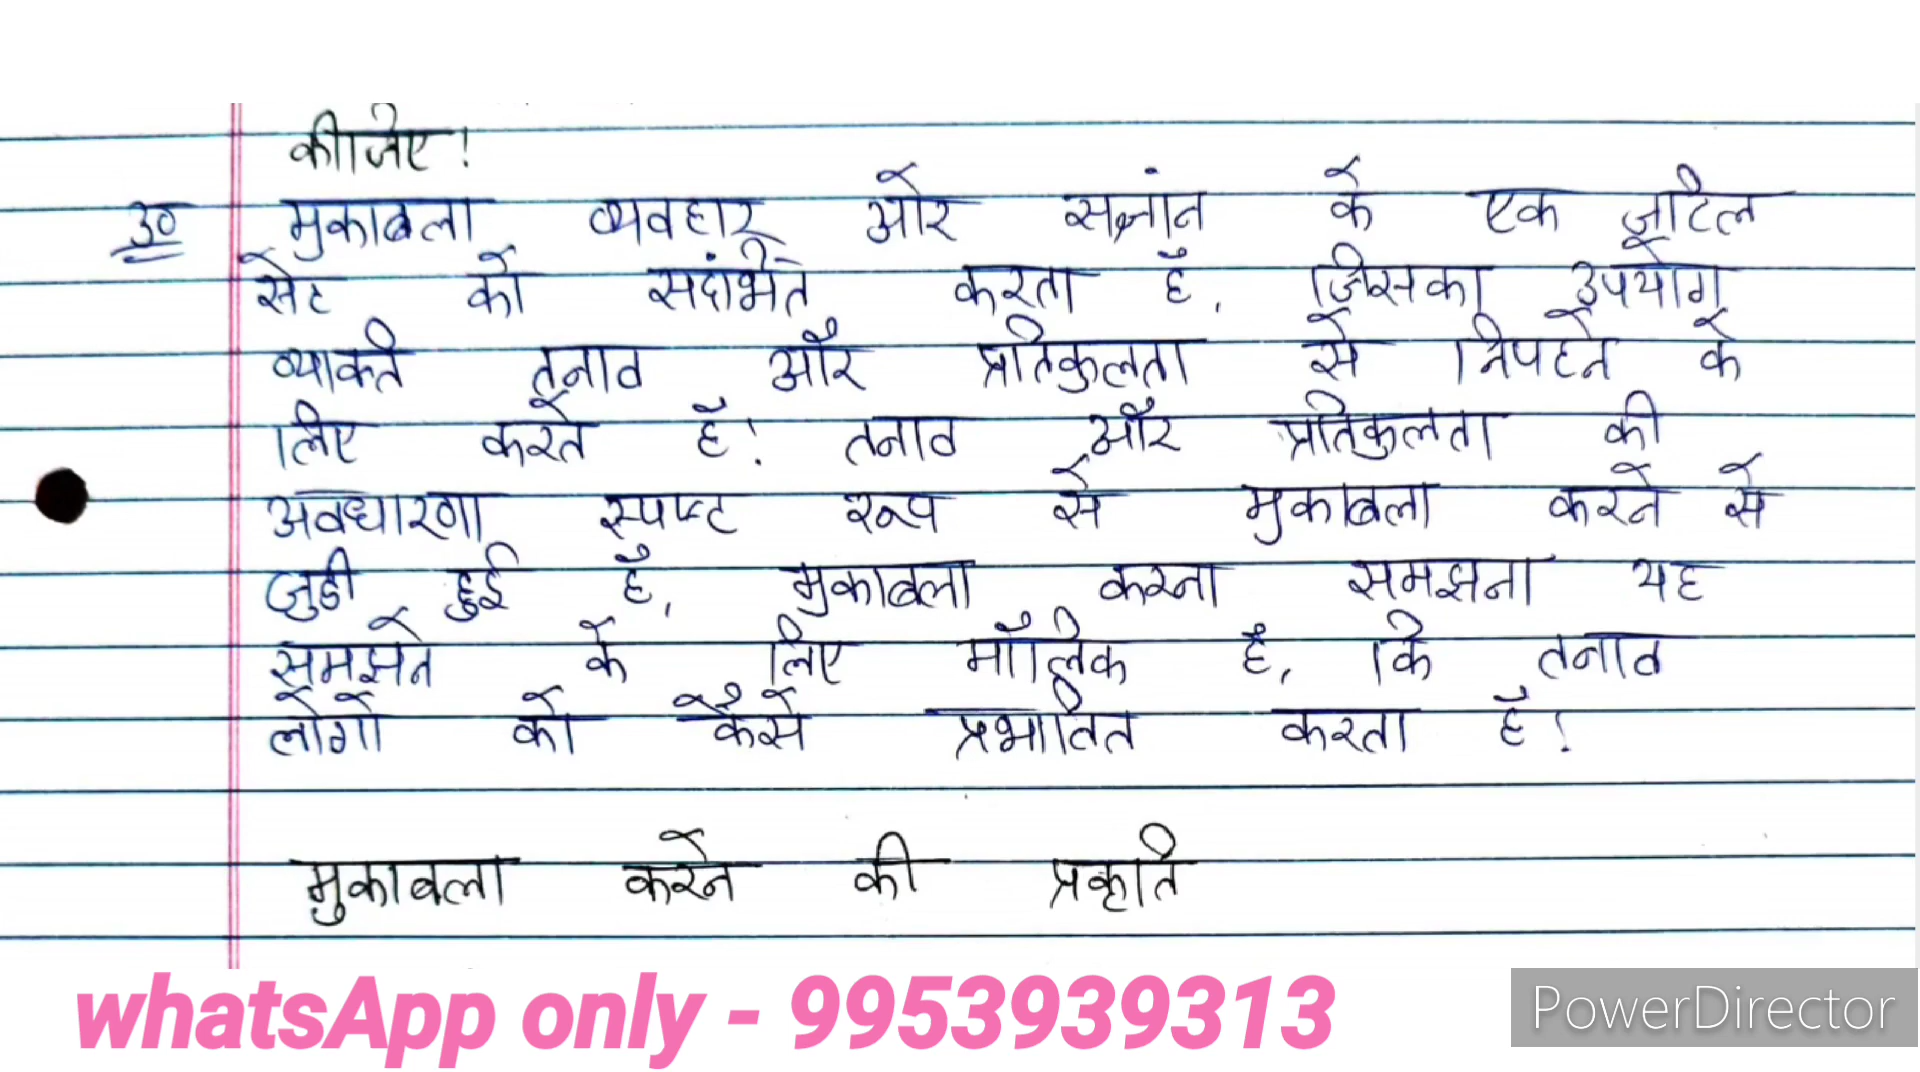 कीजिए!
उ० मुकाबला व्यवहार और सज्ञांन के एक जटिल
सेट को सदंर्भित करता है, जिसका उपयोग
व्यक्ति तनाव और प्रतिकुलता से निपटने के
लिए करते है! तनाव और प्रतिकुलता की
अवधारणा स्पष्ट रूप से मुकाबला करने से
जुडी हुई है, मुकाबला करना समझना यह
समझने के लिए मौलिक है, कि तनाव
लोगो को कैसे प्रभावित करता है!
मुकाबला करने की प्रकृति
whatsApp only - 9953939313
PowerDirector